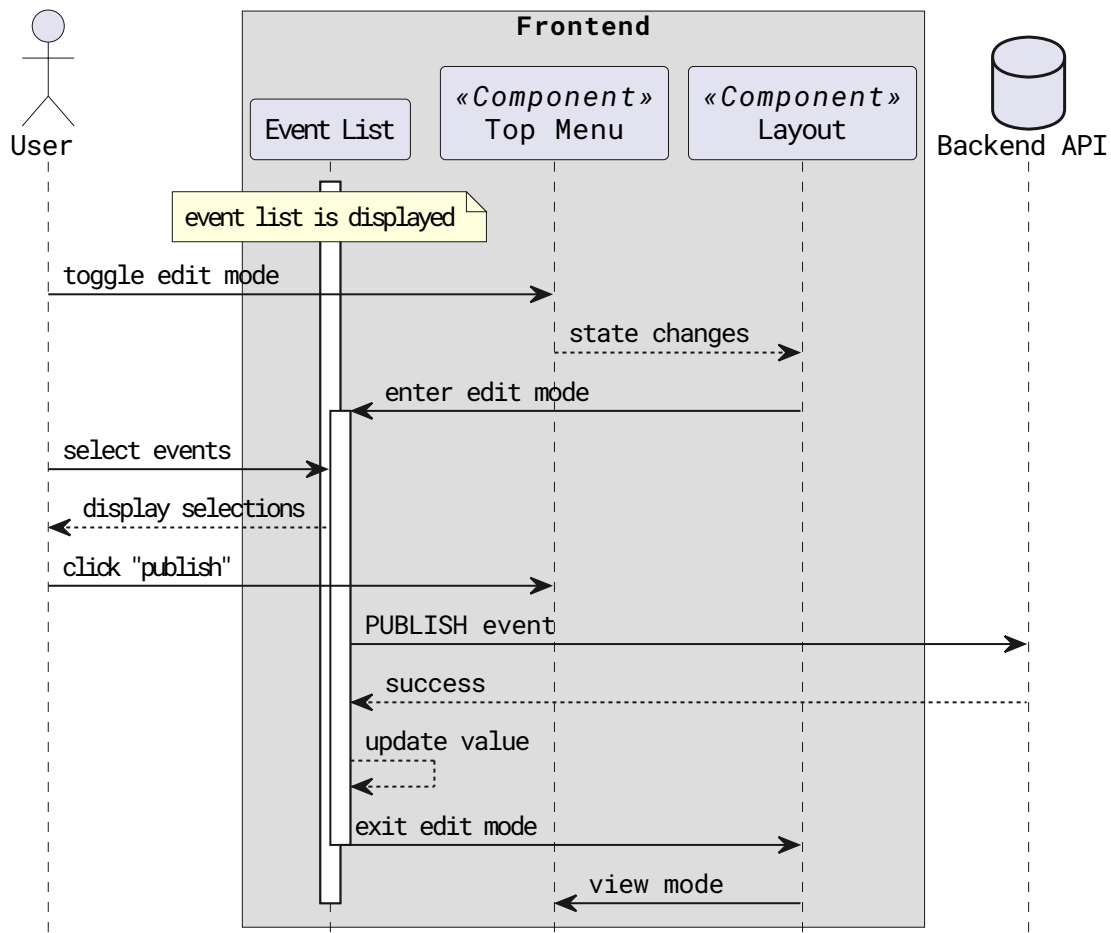 Frontend
«Component»
«Component»
Event List
Top Menu
Layout
User
Backend API
event list is displayed
toggle edit mode
state changes
enter edit mode
select events
display selections
click "publish"
PUBLISH event
success
update value
exit edit mode
view mode